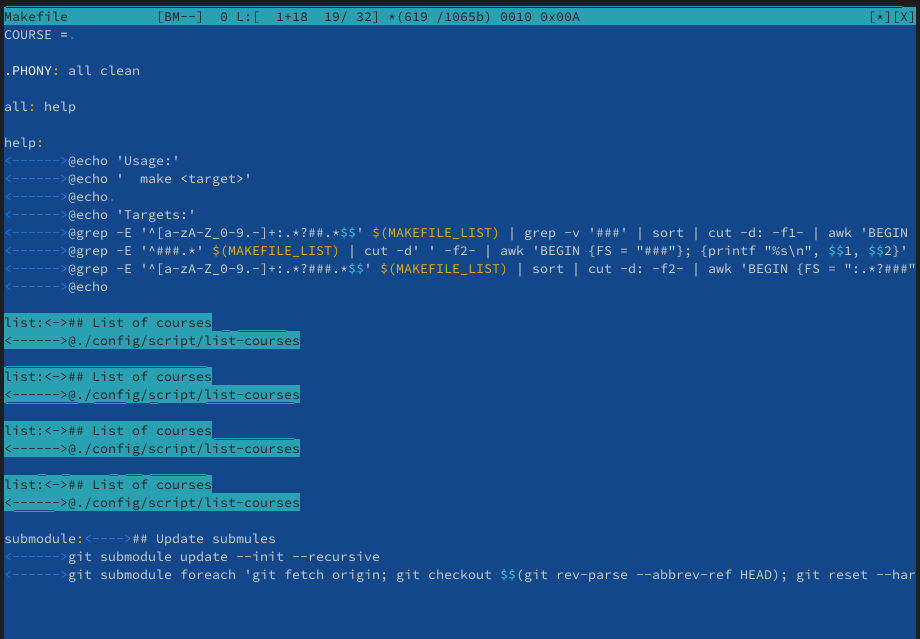 Makefile [BM--] 0 L:[ 1+18 19/ 32] *(619 /1065b) 0010 0x00A [*][X]
COURSE =.
.PHONY: all clean
all: help
help:
<------>@echo 'Usage:'
<------>@echo '  make <target>'
<------>@echo.
<------>@echo 'Targets:'
<------>@grep -E '^[a-zA-Z_0-9.-]+:.*?##.*$$' $(MAKEFILE_LIST) | grep -v '###' | sort | cut -d: -f1- | awk 'BEGIN
<------>@grep -E '^###.*' $(MAKEFILE_LIST) | cut -d' ' -f2- | awk 'BEGIN {FS = "###"}; {printf "%s\n", $$1, $$2}'
<------>@grep -E '^[a-zA-Z_0-9.-]+:.*?###.*$$' $(MAKEFILE_LIST) | sort | cut -d: -f2- | awk 'BEGIN {FS = ":.*?###"
<------>@echo
list:<->## List of courses
<------>@./config/script/list-courses
list:<->## List of courses
<------>@./config/script/list-courses
list:<->## List of courses
<------>@./config/script/list-courses
list:<->## List of courses
<------>@./config/script/list-courses
submodule:<---->## Update submules
<------>git submodule update --init --recursive
<------>git submodule foreach 'git fetch origin; git checkout $$(git rev-parse --abbrev-ref HEAD); git reset --har